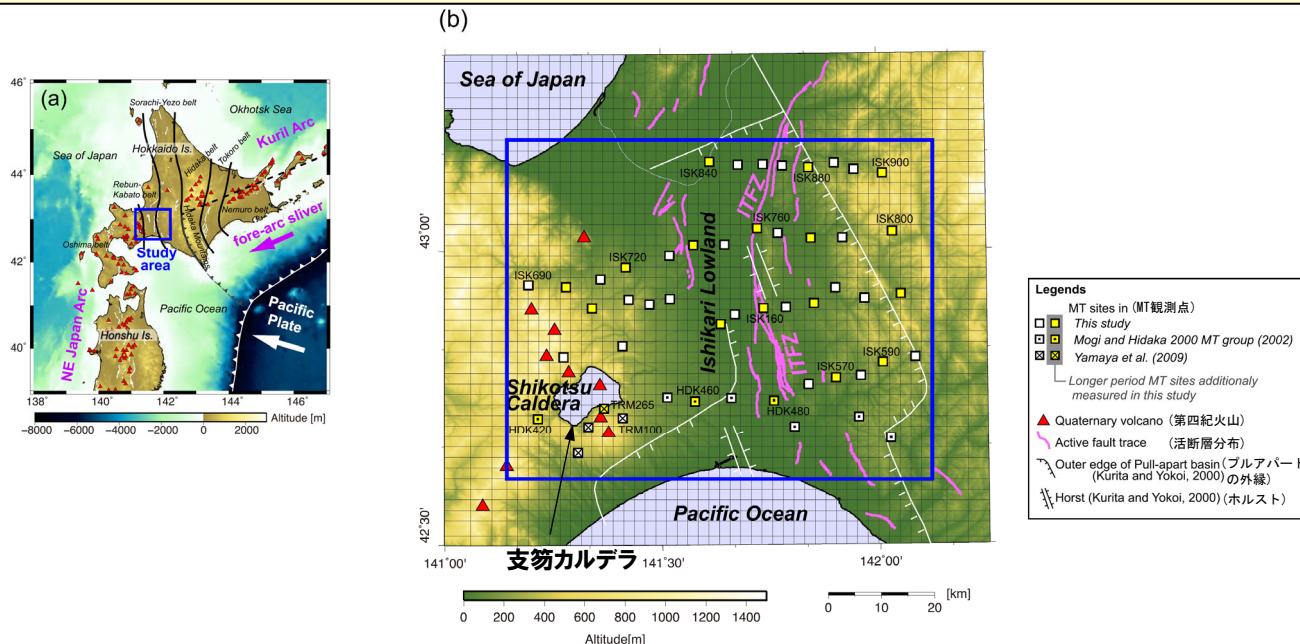 (a)
46°
44°
42°
40°
138
140
142
144
146
Sorachi-Yezo belt
Okhotsk Sea
Kuril Arc
Sea of Japan
Hokkaido Is.
Hidaka belt
Tokoro belt
Rebun-
Kabato belt
Nemuro belt
Hidaka Mountains
fore-arc sliver
Oshima belt
Study
area
Pacific Ocean
Pacific
Plate
NE Japan Arc
Honshu Is.
Altitude [m]
−8000 −6000 −4000 −2000 0 2000
(b)
Sea of Japan
ISK840
ISK880
ISK900
ITFZ
ISK760
ISK800
43°00'
ISK720
ISK690
Ishikari Lowland
ISK160
ITFZ
ISK590
ISK570
Shikotsu
Caldera
HDK460
HDK480
TRM265
HDK420
TRM100
Pacific Ocean
42°30'
141°00'
141°30'
142°00'
支笏カルデラ
0 200 400 600 800 1000 1200 1400
Altitude[m]
0 10 20 [km]
Legends
MT sites in (MT観測点)
This study
Mogi and Hidaka 2000 MT group (2002)
Yamaya et al. (2009)
Longer period MT sites additionaly
measured in this study
Quaternary volcano (第四紀火山)
Active fault trace (活断層分布)
Outer edge of Pull-apart basin (プルアパート
(Kurita and Yokoi, 2000) の外縁)
Horst (Kurita and Yokoi, 2000) (ホルスト)